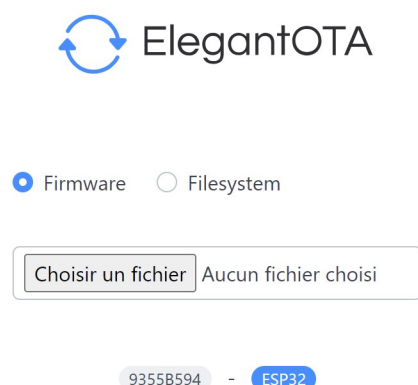 ElegantOTA
Firmware Filesystem
Choisir un fichier Aucun fichier choisi
9355B594 - ESP32